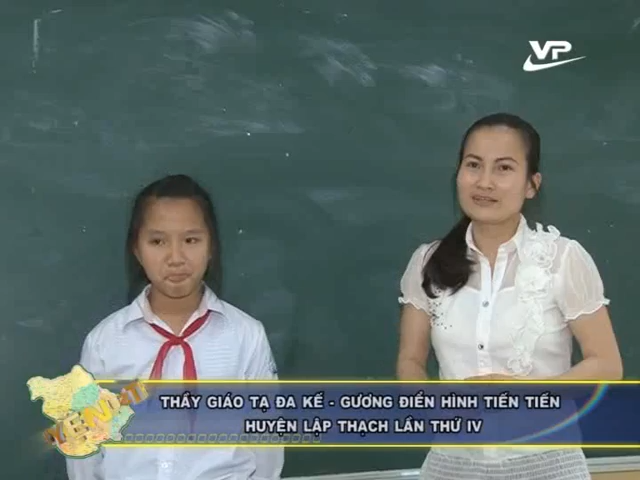 VP
THẦY GIÁO TẠ ĐA KẾ - GƯƠNG ĐIỂN HÌNH TIÊN TIẾN
HUYỆN LẬP THẠCH LẦN THỨ IV